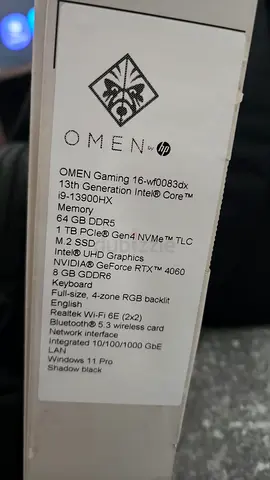 OMEN by hp
OMEN Gaming 16-wf0083dx
13th Generation Intel® Core™
i9-13900HX
Memory
64 GB DDR5
1 TB PCIe® Gen4 NVMe™ TLC
M.2 SSD
Intel® UHD Graphics
NVIDIA® GeForce RTX™ 4060
8 GB GDDR6
Keyboard
Full-size, 4-zone RGB backlit
English
Realtek Wi-Fi 6E (2x2)
Bluetooth® 5.3 wireless card
Network interface
Integrated 10/100/1000 GbE
LAN
Windows 11 Pro
Shadow black